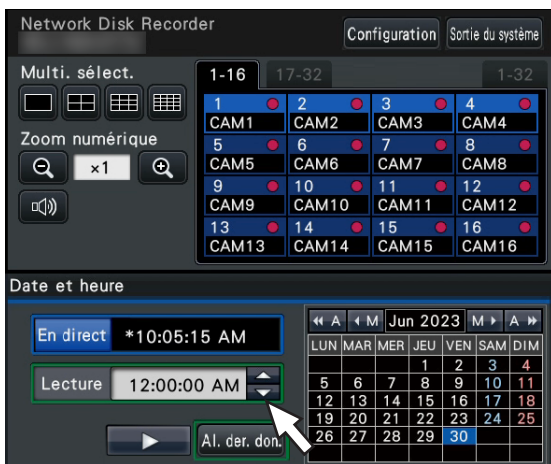 Network Disk Recorder
Configuration
Sortie du système
Multi. sélect.
1-16
17-32
1-32
1 2 3 4
CAM1 CAM2 CAM3 CAM4
5 6 7 8
CAM5 CAM6 CAM7 CAM8
9 10 11 12
CAM9 CAM10 CAM11 CAM12
13 14 15 16
CAM13 CAM14 CAM15 CAM16
Zoom numérique
×1
Date et heure
En direct *10:05:15 AM
Lecture 12:00:00 AM
Al. der. don.
A M Jun 2023 M A
LUN MAR MER JEU VEN SAM DIM
1 2 3 4
5 6 7 8 9 10 11
12 13 14 15 16 17 18
19 20 21 22 23 24 25
26 27 28 29 30